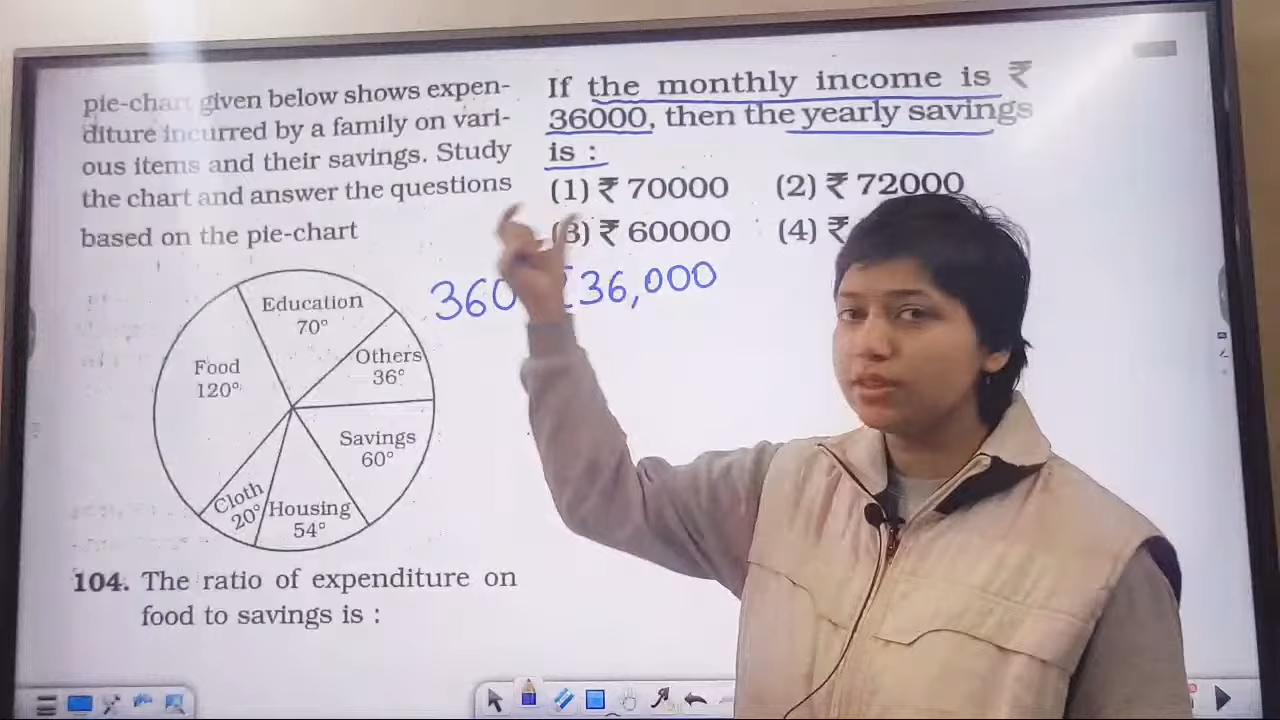 pie-chart given below shows expen-
diture incurred by a family on vari-
ous items and their savings. Study
the chart and answer the questions
based on the pie-chart
Education
70°
Others
36°
Food
120°
Savings
60°
Cloth
20°
Housing
54°
104. The ratio of expenditure on
food to savings is :
If the monthly income is ₹
36000, then the yearly savings
is :
(1) ₹ 70000 (2) ₹ 72000
(3) ₹ 60000 (4) ₹
360 36,000